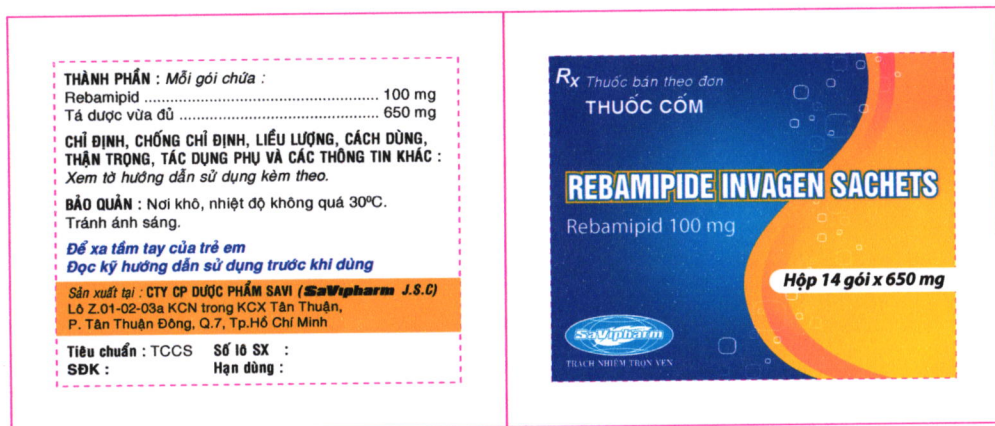 THÀNH PHẦN : Mỗi gói chứa :
Rebamipid ........................................................ 100 mg
Tá dược vừa đủ ................................................ 650 mg
CHỈ ĐỊNH, CHỐNG CHỈ ĐỊNH, LIỀU LƯỢNG, CÁCH DÙNG,
THẬN TRỌNG, TÁC DỤNG PHỤ VÀ CÁC THÔNG TIN KHÁC :
Xem tờ hướng dẫn sử dụng kèm theo.
BẢO QUẢN : Nơi khô, nhiệt độ không quá 30ºC.
Tránh ánh sáng.
Để xa tầm tay của trẻ em
Đọc kỹ hướng dẫn sử dụng trước khi dùng
Sản xuất tại : CTY CP DƯỢC PHẨM SAVI (SaVipharm J.S.C)
Lô Z.01-02-03a KCN trong KCX Tân Thuận,
P. Tân Thuận Đông, Q.7, Tp.Hồ Chí Minh
Tiêu chuẩn : TCCS Số lô SX :
SĐK : Hạn dùng :
Rx Thuốc bán theo đơn
THUỐC CỐM
REBAMIPIDE INVAGEN SACHETS
Rebamipid 100 mg
Hộp 14 gói x 650 mg
SaVipharm
TRÁCH NHIỆM TRỌN VẸN